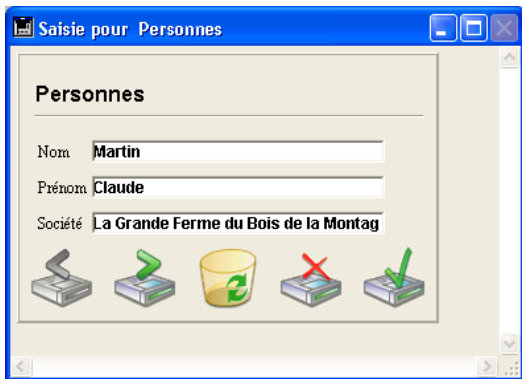 Saisie pour Personnes
Personnes
Nom Martin
Prénom Claude
Société La Grande Ferme du Bois de la Montag